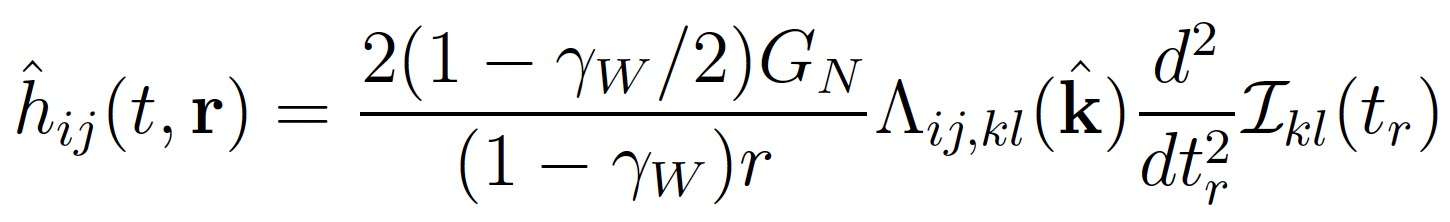 \hat{h}_{ij}(t, \mathbf{r}) = \frac{2(1 - \gamma_W/2)G_N}{(1 - \gamma_W)r} \Lambda_{ij,kl}(\hat{\mathbf{k}}) \frac{d^2}{dt_r^2} \mathcal{I}_{kl}(t_r)